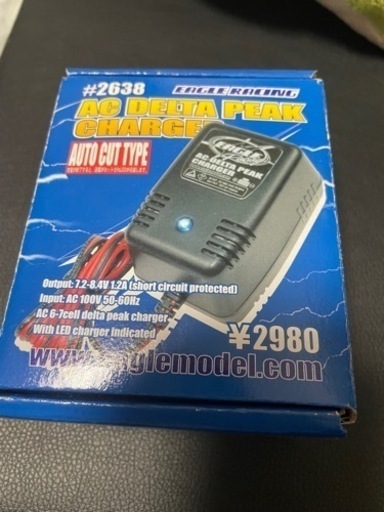 #2638
EAGLE RACING
AC DELTA PEAK
CHARGER
AUTO CUT TYPE
EAGLE
AC DELTA PEAK
CHARGER
Output: 7.2-8.4V 1.2A (short circuit protected)
Input: AC 100V 50-60Hz
AC 6-7cell delta peak charger
With LED charger indicated
¥2980
www.eaglemodel.com